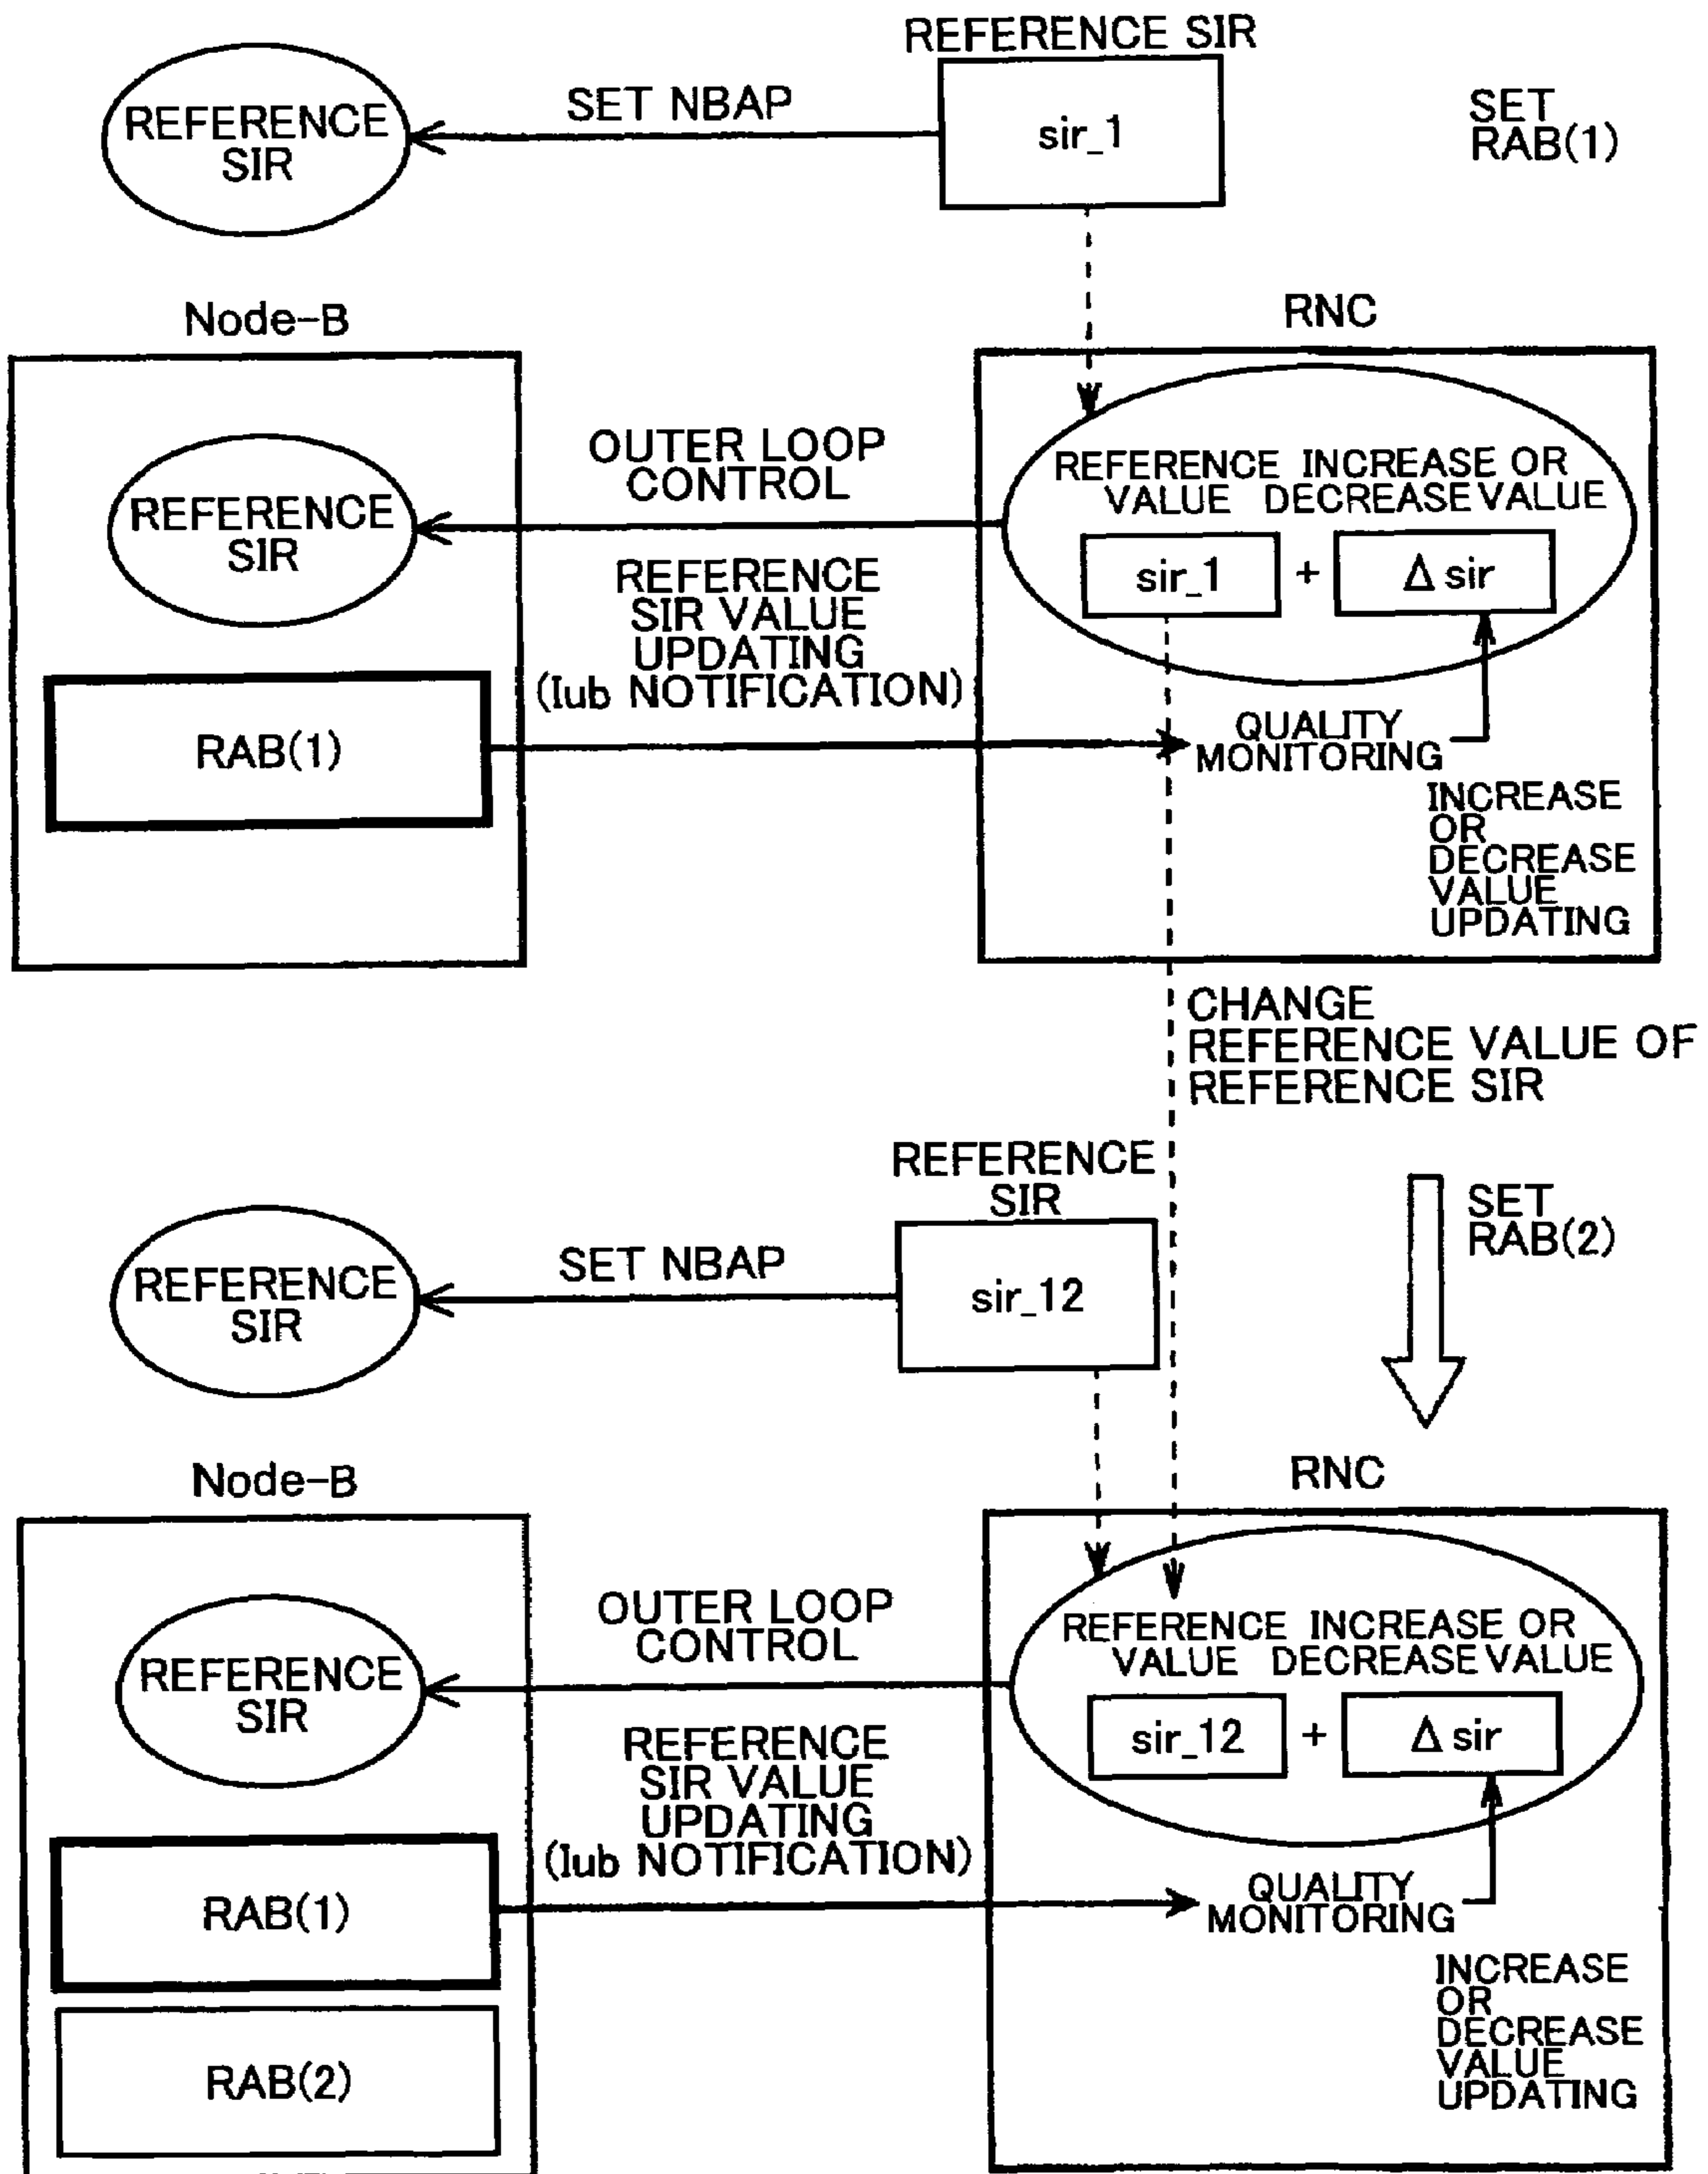 REFERENCE SIR
SET NBAP
REFERENCE
SIR
sir_1
SET
RAB(1)
Node-B
RNC
OUTER LOOP
CONTROL
REFERENCE
SIR
REFERENCE INCREASE OR
VALUE DECREASE VALUE
sir_1 + Δ sir
REFERENCE
SIR VALUE
UPDATING
(Iub NOTIFICATION)
RAB(1)
QUALITY
MONITORING
INCREASE
OR
DECREASE
VALUE
UPDATING
CHANGE
REFERENCE VALUE OF
REFERENCE SIR
REFERENCE
SIR
SET NBAP
REFERENCE
SIR
sir_12
SET
RAB(2)
Node-B
RNC
OUTER LOOP
CONTROL
REFERENCE
SIR
REFERENCE INCREASE OR
VALUE DECREASE VALUE
sir_12 + Δ sir
REFERENCE
SIR VALUE
UPDATING
(Iub NOTIFICATION)
RAB(1)
QUALITY
MONITORING
INCREASE
OR
DECREASE
VALUE
UPDATING
RAB(2)